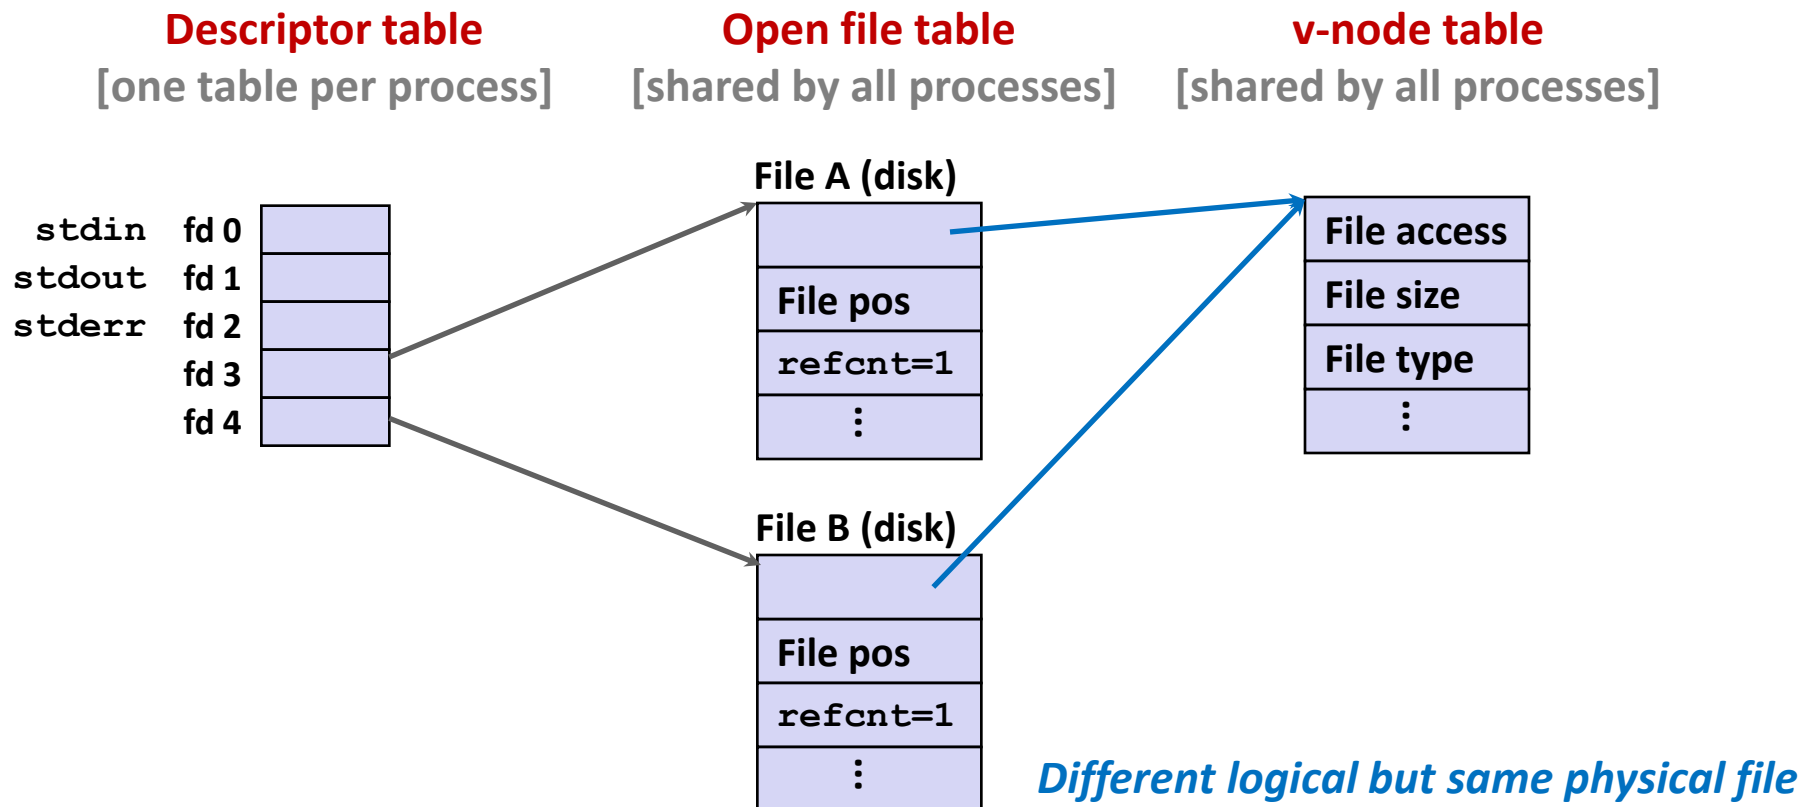 Descriptor table
[one table per process]
Open file table
[shared by all processes]
v-node table
[shared by all processes]
stdin fd 0
stdout fd 1
stderr fd 2
fd 3
fd 4
File A (disk)
File pos
refcnt=1
⋮
File B (disk)
File pos
refcnt=1
⋮
File access
File size
File type
⋮
Different logical but same physical file